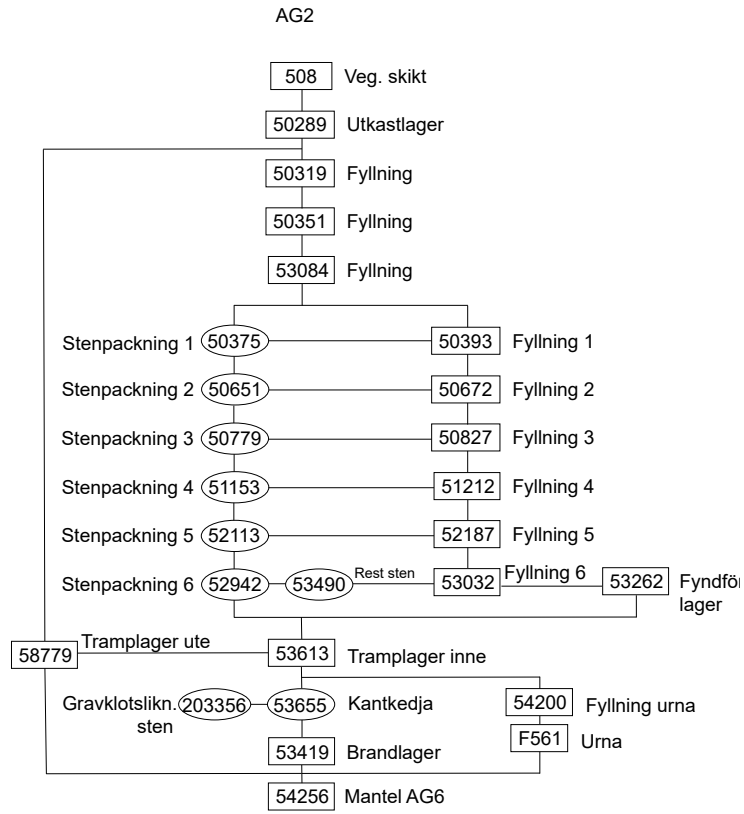 AG2
508 Veg. skikt
50289 Utkastlager
50319 Fyllning
50351 Fyllning
53084 Fyllning
Stenpackning 1 50375 50393 Fyllning 1
Stenpackning 2 50651 50672 Fyllning 2
Stenpackning 3 50779 50827 Fyllning 3
Stenpackning 4 51153 51212 Fyllning 4
Stenpackning 5 52113 52187 Fyllning 5
Stenpackning 6 52942 53490 Rest sten 53032 Fyllning 6 53262 Fyndför
lager
58779 Tramplager ute 53613 Tramplager inne
Gravklotslikn. 203356 53655 Kantkedja 54200 Fyllning urna
sten
F561 Urna
53419 Brandlager
54256 Mantel AG6